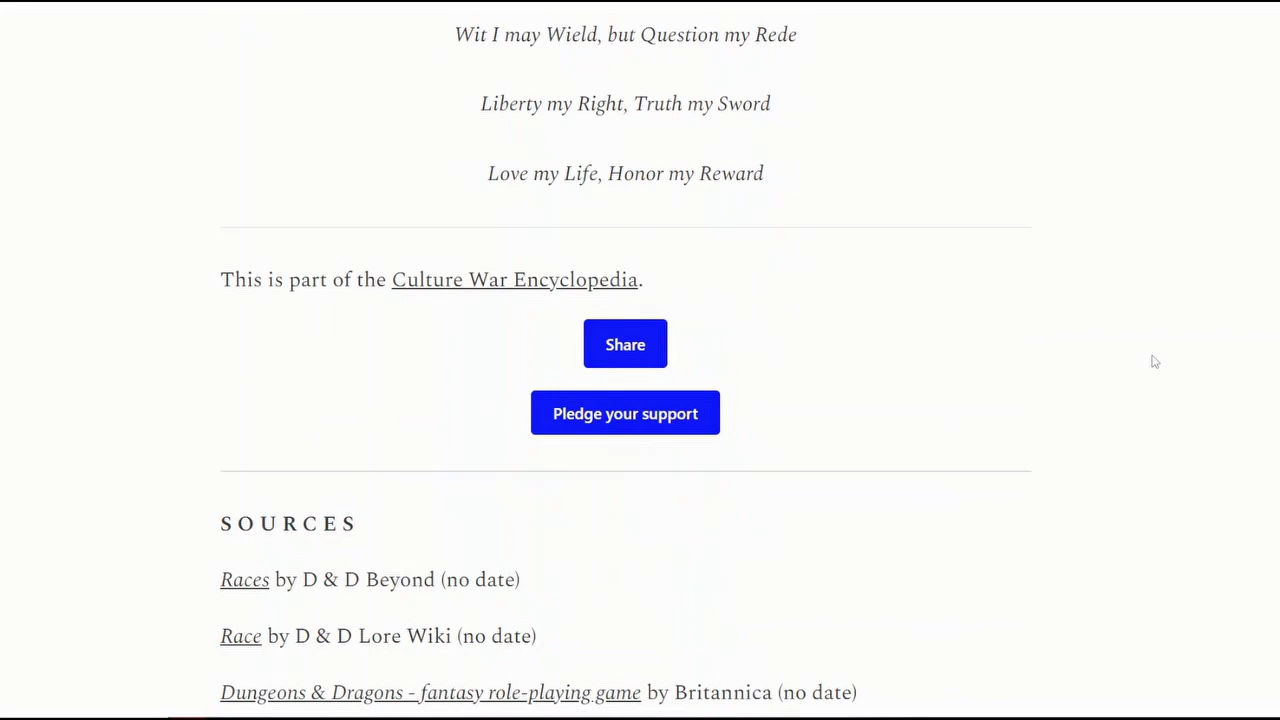 Wit I may Wield, but Question my Rede
Liberty my Right, Truth my Sword
Love my Life, Honor my Reward
This is part of the Culture War Encyclopedia.
Share
Pledge your support
SOURCES
Races by D & D Beyond (no date)
Race by D & D Lore Wiki (no date)
Dungeons & Dragons - fantasy role-playing game by Britannica (no date)